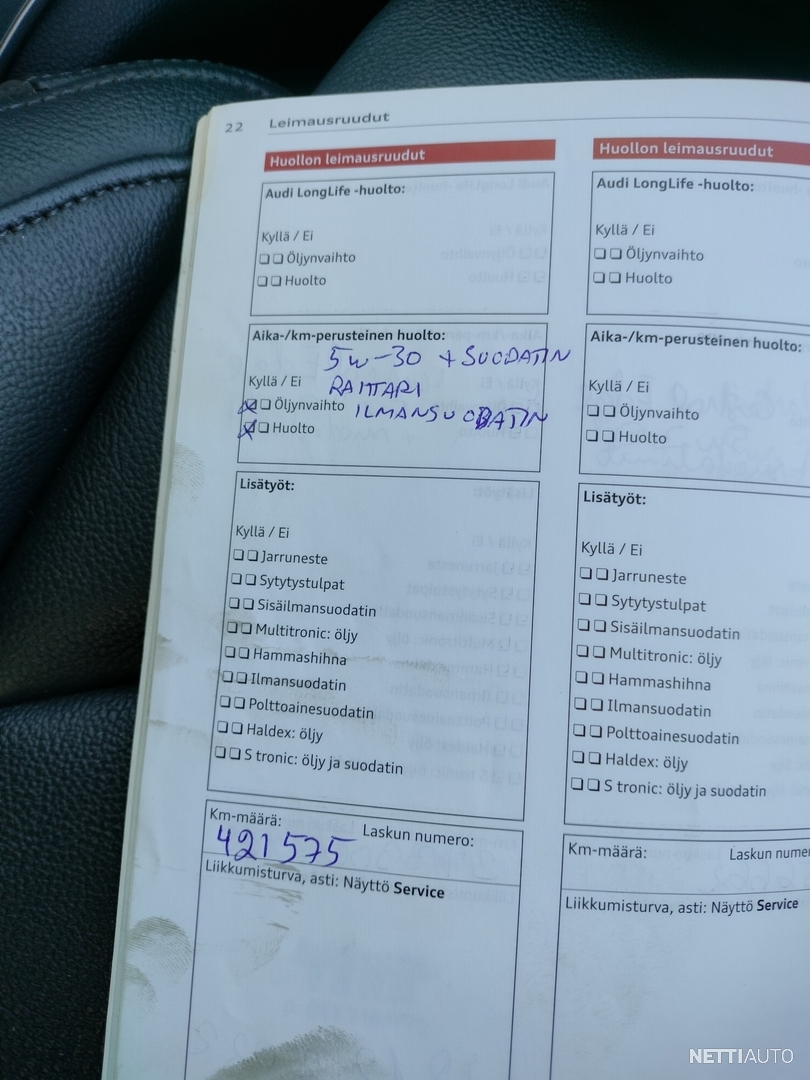 22 Leimausruudut
Huollon leimausruudut
Audi LongLife -huolto:
Kyllä / Ei
❑ ❑ Öljynvaihto
❑ ❑ Huolto
Aika-/km-perusteinen huolto:
5W-30 + SUODATIN
Kyllä / Ei RAITTARI
☒ ❑ Öljynvaihto ILMANSUODATIN
☒ ❑ Huolto
Lisätyöt:
Kyllä / Ei
❑ ❑ Jarruneste
❑ ❑ Sytytystulpat
❑ ❑ Sisäilmansuodatin
❑ ❑ Multitronic: öljy
❑ ❑ Hammashihna
❑ ❑ Ilmansuodatin
❑ ❑ Polttoainesuodatin
❑ ❑ Haldex: öljy
❑ ❑ S tronic: öljy ja suodatin
Km-määrä: Laskun numero:
421575
Liikkumisturva, asti: Näyttö Service
Huollon leimausruudut
Audi LongLife -huolto:
Kyllä / Ei
❑ ❑ Öljynvaihto
❑ ❑ Huolto
Aika-/km-perusteinen huolto:
Kyllä / Ei
❑ ❑ Öljynvaihto
❑ ❑ Huolto
Lisätyöt:
Kyllä / Ei
❑ ❑ Jarruneste
❑ ❑ Sytytystulpat
❑ ❑ Sisäilmansuodatin
❑ ❑ Multitronic: öljy
❑ ❑ Hammashihna
❑ ❑ Ilmansuodatin
❑ ❑ Polttoainesuodatin
❑ ❑ Haldex: öljy
❑ ❑ S tronic: öljy ja suodatin
Km-määrä: Laskun numer
Liikkumisturva, asti: Näyttö Service
NETTIAUTO